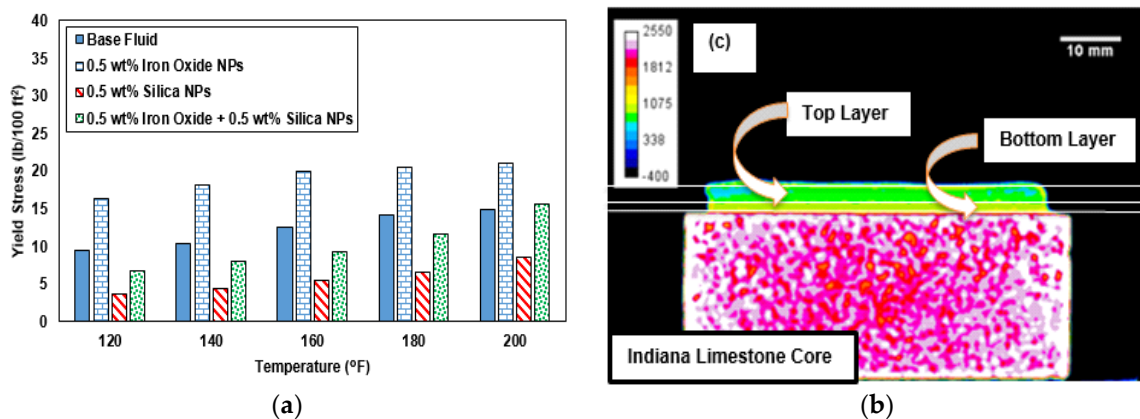 40
35
30
25
20
15
10
5
0
Yield Stress (lb/100 ft²)
Base Fluid
0.5 wt% Iron Oxide NPs
0.5 wt% Silica NPs
0.5 wt% Iron Oxide + 0.5 wt% Silica NPs
120 140 160 180 200
Temperature (ºF)
(a)
2550
1812
1075
338
-400
(c)
10 mm
Top Layer
Bottom Layer
Indiana Limestone Core
(b)